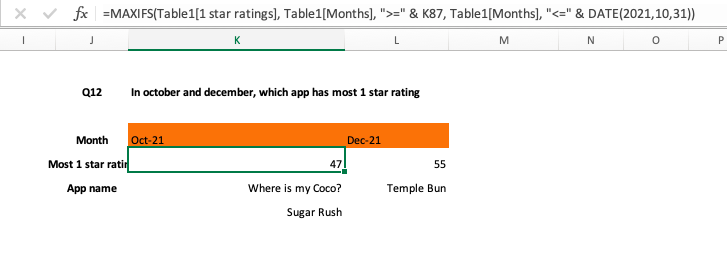 fx =MAXIFS(Table1[1 star ratings], Table1[Months], ">=" & K87, Table1[Months], "<=" & DATE(2021,10,31))
I J K L M N O P
Q12 In october and december, which app has most 1 star rating
Month Oct-21 Dec-21
Most 1 star ratin 47 55
App name Where is my Coco? Temple Bun
Sugar Rush